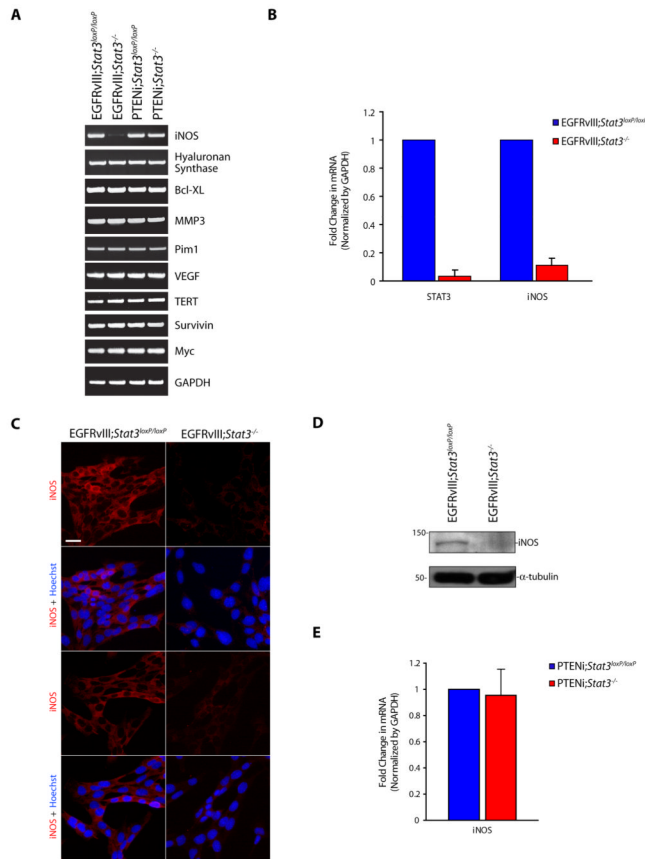 A
EGFRvIII;Stat3loxP/loxP
EGFRvIII;Stat3-/-
PTENi;Stat3loxP/loxP
PTENi;Stat3-/-
iNOS
Hyaluronan
Synthase
Bcl-XL
MMP3
Pim1
VEGF
TERT
Survivin
Myc
GAPDH
B
EGFRvIII;Stat3loxP/loxP
EGFRvIII;Stat3-/-
Fold Change in mRNA
(Normalized by GAPDH)
1.2
1
0.8
0.6
0.4
0.2
0
STAT3 iNOS
C
EGFRvIII;Stat3loxP/loxP EGFRvIII;Stat3-/-
iNOS
iNOS + Hoechst
iNOS
iNOS + Hoechst
D
EGFRvIII;Stat3loxP/loxP
EGFRvIII;Stat3-/-
150-
-iNOS
50-
-α-tubulin
E
PTENi;Stat3loxP/loxP
PTENi;Stat3-/-
Fold Change in mRNA
(Normalized by GAPDH)
1.2
1
0.8
0.6
0.4
0.2
0
iNOS